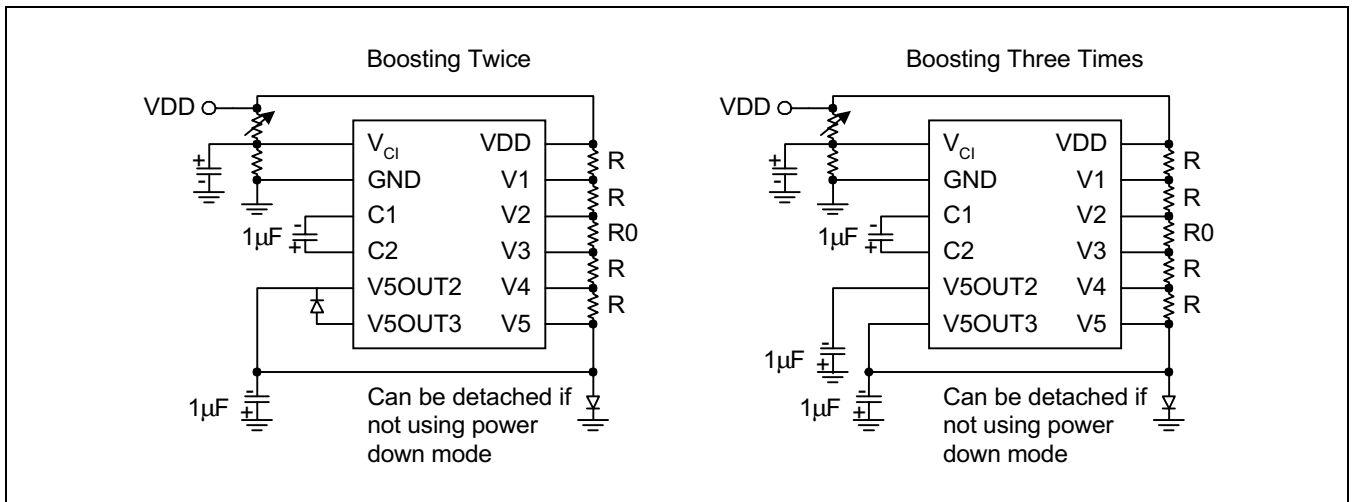 Boosting Twice
VDD
V_CI
GND
C1
C2
V5OUT2
V5OUT3
VDD
V1
V2
V3
V4
V5
R
R
R0
R
R
+
-
-
1μF
+
-
1μF
+
Can be detached if
not using power
down mode
Boosting Three Times
VDD
V_CI
GND
C1
C2
V5OUT2
V5OUT3
VDD
V1
V2
V3
V4
V5
R
R
R0
R
R
+
-
-
1μF
+
-
1μF
+
-
1μF
+
Can be detached if
not using power
down mode